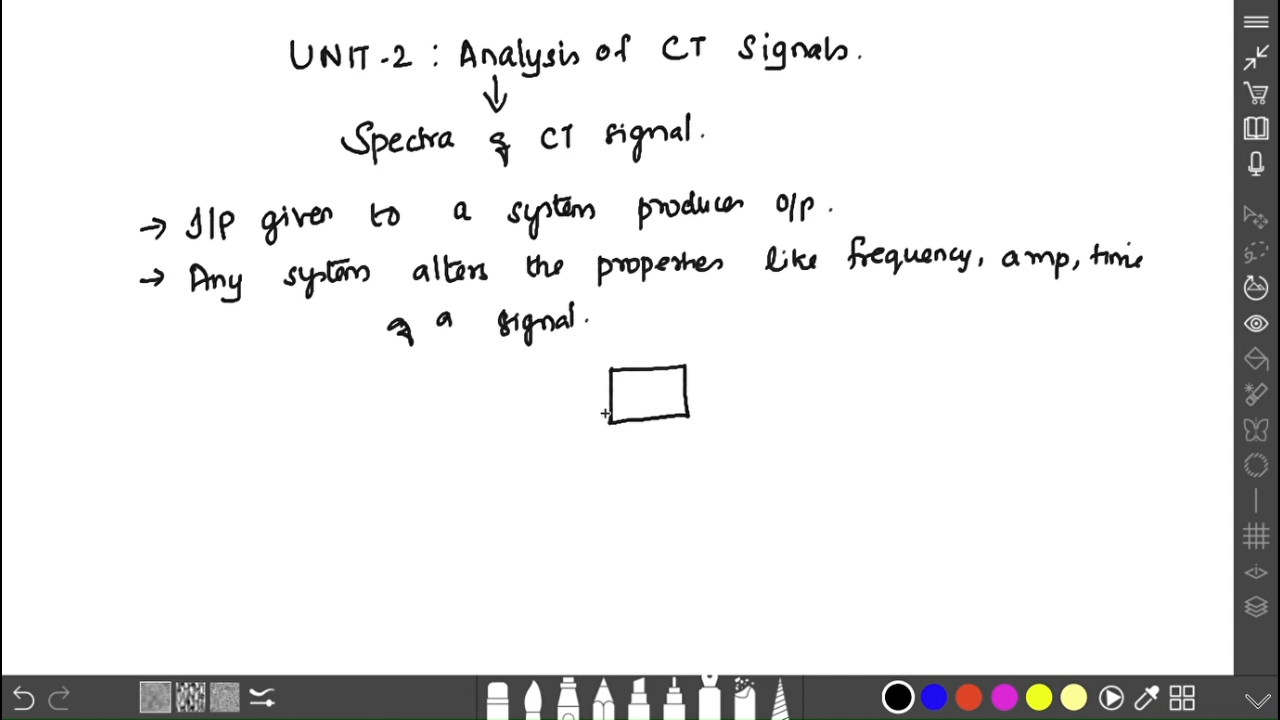 UNIT-2 : Analysis of CT Signals.
Spectra of CT signal.
→ I/P given to a system produces O/P.
→ Any system alters the properties like frequency, amp, time
of a signal.